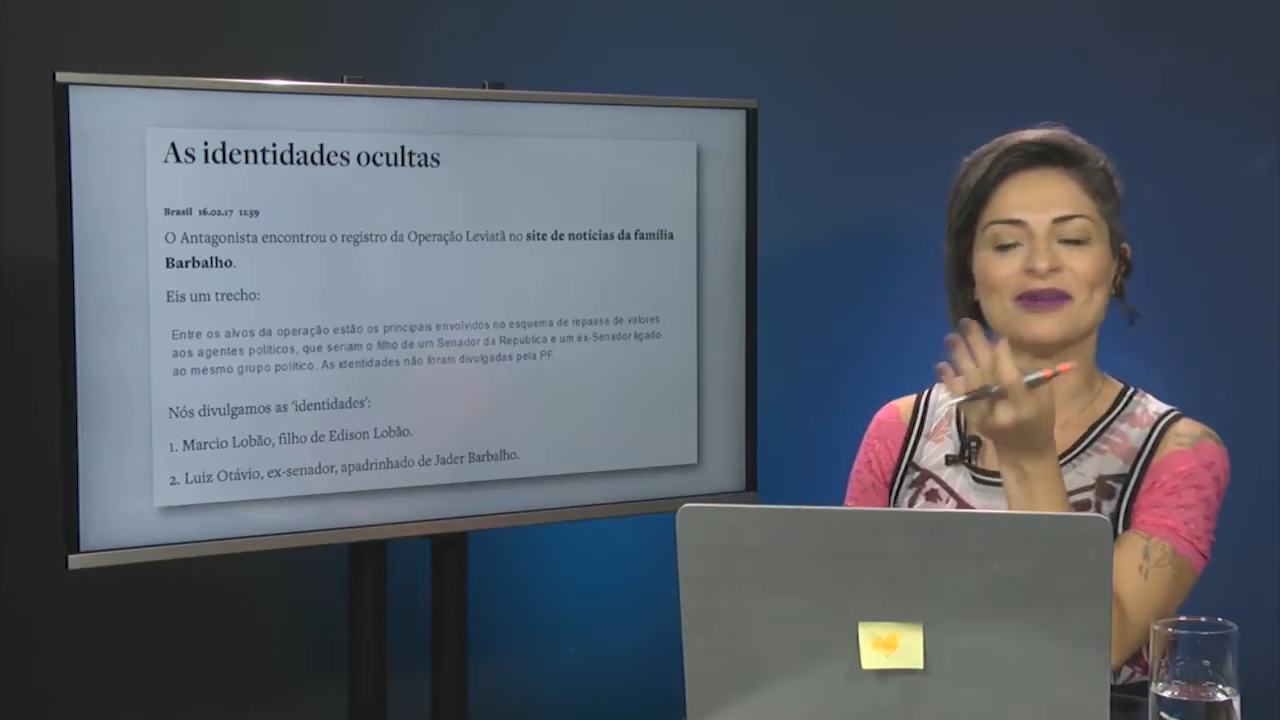 As identidades ocultas
Brasil 16.02.17 11:59
O Antagonista encontrou o registro da Operação Leviatã no site de notícias da família
Barbalho.
Eis um trecho:
Entre os alvos da operação estão os principais envolvidos no esquema de repasse de valores
aos agentes políticos, que seriam o filho de um Senador da Republica e um ex-Senador ligado
ao mesmo grupo político. As identidades não foram divulgadas pela PF.
Nós divulgamos as 'identidades':
1. Marcio Lobão, filho de Edison Lobão.
2. Luiz Otávio, ex-senador, apadrinhado de Jader Barbalho.